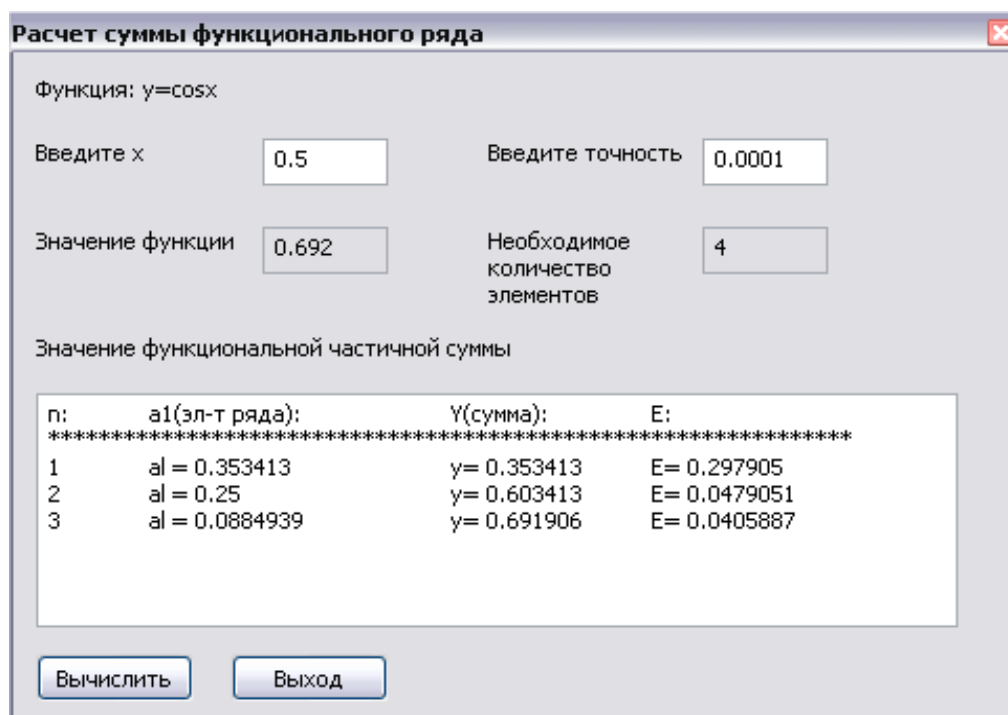 Расчет суммы функционального ряда
Функция: y=cosx
Введите x 0.5 Введите точность 0.0001
Значение функции 0.692 Необходимое количество элементов 4
Значение функциональной частичной суммы
n: a1(эл-т ряда): Y(сумма): E:
****************************************************************
1 al = 0.353413 y= 0.353413 E= 0.297905
2 al = 0.25 y= 0.603413 E= 0.0479051
3 al = 0.0884939 y= 0.691906 E= 0.0405887
Вычислить Выход